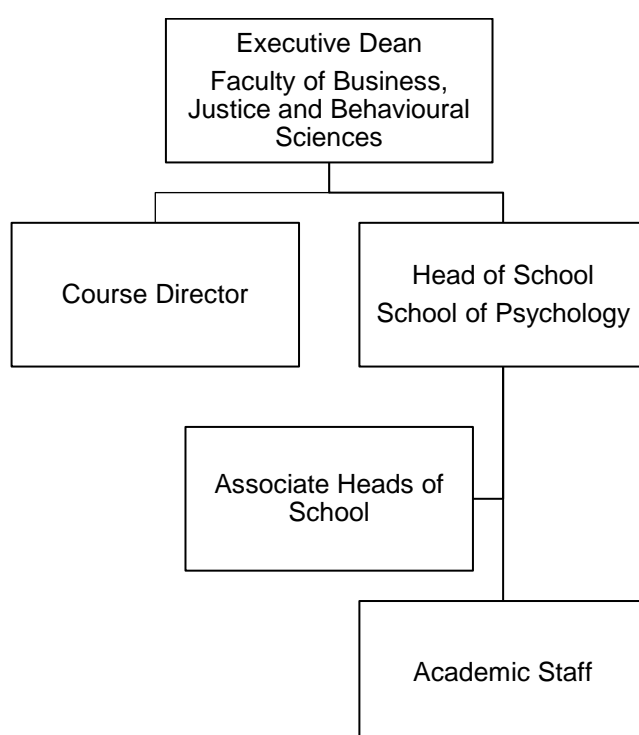 Executive Dean
Faculty of Business,
Justice and Behavioural
Sciences
Course Director
Head of School
School of Psychology
Associate Heads of
School
Academic Staff